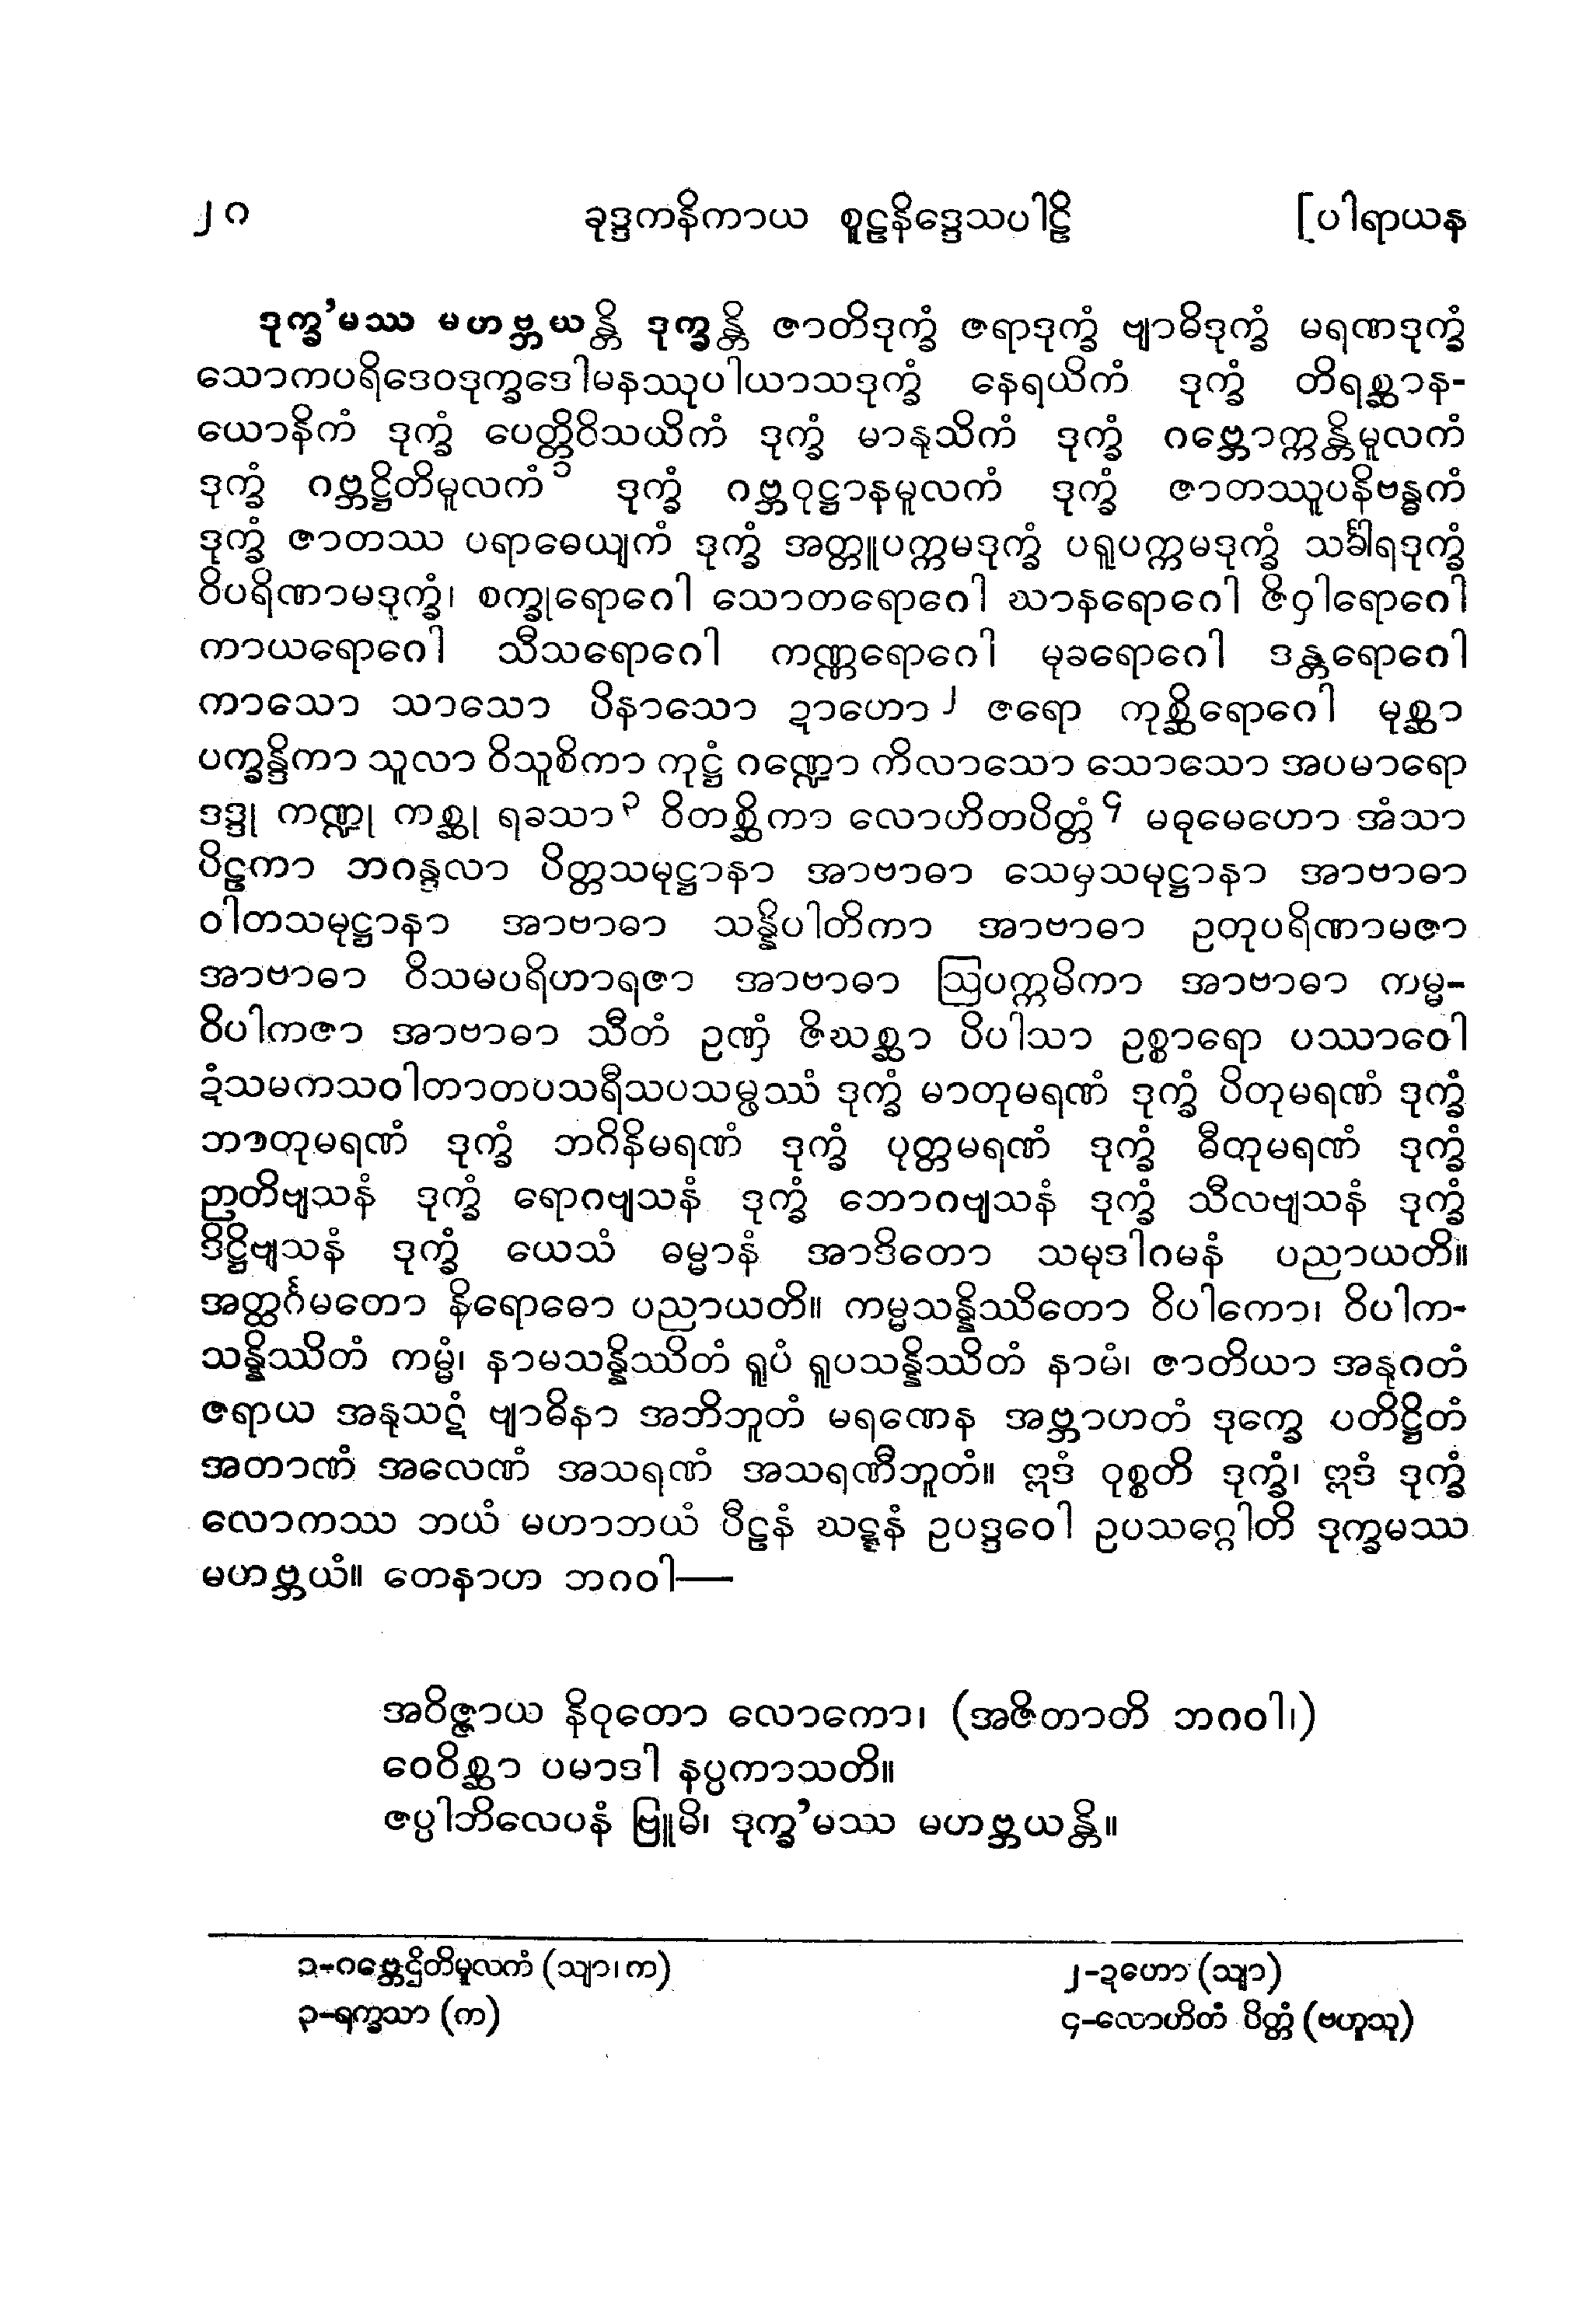 ၂၀ ခုဒ္ဒကနိကာယ စူဠနိဒ္ဒေသပါဠိ [ပါရာယန
ဒုက္ခ’မဿ မဟဗ္ဘယန္တိ ဒုက္ခန္တိ ဇာတိဒုက္ခံ ဇရာဒုက္ခံ ဗျာဓိဒုက္ခံ မရဏဒုက္ခံ
သောကပရိဒေဝဒုက္ခဒေါမနဿုပါယာသဒုက္ခံ နေရယိကံ ဒုက္ခံ တိရစ္ဆာန-
ယောနိကံ ဒုက္ခံ ပေတ္တိဝိသယိကံ ဒုက္ခံ မာနုသိကံ ဒုက္ခံ ဂဗ္ဘောက္ကန္တိမူလကံ
ဒုက္ခံ ဂဗ္ဘဋ္ဌိတိမူလကံ၁ ဒုက္ခံ ဂဗ္ဘဝုဋ္ဌာနမူလကံ ဒုက္ခံ ဇာတဿူပနိဗန္ဓကံ
ဒုက္ခံ ဇာတဿ ပရာဓေယျကံ ဒုက္ခံ အတ္တူပက္ကမဒုက္ခံ ပရူပက္ကမဒုက္ခံ သင်္ခါရဒုက္ခံ
ဝိပရိဏာမဒုက္ခံ၊ စက္ခုရောဂေါ သောတရောဂေါ ဃာနရောဂေါ ဇိဝှါရောဂေါ
ကာယရောဂေါ သီသရောဂေါ ကဏ္ဏရောဂေါ မုခရောဂေါ ဒန္တရောဂေါ
ကာသော သာသော ပိနာသော ဍာဟော၂ ဇရော ကုစ္ဆိရောဂေါ မုစ္ဆာ
ပက္ခန္ဒိကာ သူလာ ဝိသူစိကာ ကုဋ္ဌံ ဂဏ္ဍော ကိလာသော သောသော အပမာရော
ဒဒ္ဒု ကဏ္ဍု ကစ္ဆု ရခသာ၃ ဝိတစ္ဆိကာ လောဟိတပိတ္တံ၄ မဓုမေဟော အံသာ
ပိဠကာ ဘဂန္ဒလာ ပိတ္တသမုဋ္ဌာနာ အာဗာဓာ သေမှသမုဋ္ဌာနာ အာဗာဓာ
ဝါတသမုဋ္ဌာနာ အာဗာဓာ သန္နိပါတိကာ အာဗာဓာ ဥတုပရိဏာမဇာ
အာဗာဓာ ဝိသမပရိဟာရဇာ အာဗာဓာ ဩပက္ကမိကာ အာဗာဓာ ကမ္မ-
ဝိပါကဇာ အာဗာဓာ သီတံ ဥဏှံ ဇိဃစ္ဆာ ပိပါသာ ဥစ္စာရော ပဿာဝေါ
ဍံသမကသဝါတာတပသရီသပသမ္ဖဿံ ဒုက္ခံ မာတုမရဏံ ဒုက္ခံ ပိတုမရဏံ ဒုက္ခံ
ဘာတုမရဏံ ဒုက္ခံ ဘဂိနိမရဏံ ဒုက္ခံ ပုတ္တမရဏံ ဒုက္ခံ ဓီတုမရဏံ ဒုက္ခံ
ဉာတိဗျသနံ ဒုက္ခံ ရောဂဗျသနံ ဒုက္ခံ ဘောဂဗျသနံ ဒုက္ခံ သီလဗျသနံ ဒုက္ခံ
ဒိဋ္ဌိဗျသနံ ဒုက္ခံ ယေသံ ဓမ္မာနံ အာဒိတော သမုဒါဂမနံ ပညာယတိ။
အတ္ထင်္ဂမတော နိရောဓော ပညာယတိ။ ကမ္မသန္နိဿိတော ဝိပါကော၊ ဝိပါက-
သန္နိဿိတံ ကမ္မံ၊ နာမသန္နိဿိတံ ရူပံ ရူပသန္နိဿိတံ နာမံ၊ ဇာတိယာ အနုဂတံ
ဇရာယ အနုသဋံ ဗျာဓိနာ အဘိဘူတံ မရဏေန အဗ္ဘာဟတံ ဒုက္ခေ ပတိဋ္ဌိတံ
အတာဏံ အလေဏံ အသရဏံ အသရဏီဘူတံ။ ဣဒံ ဝုစ္စတိ ဒုက္ခံ၊ ဣဒံ ဒုက္ခံ
လောကဿ ဘယံ မဟာဘယံ ပီဠနံ ဃဋ္ဋနံ ဥပဒ္ဒဝေါ ဥပသဂ္ဂေါတိ ဒုက္ခမဿ
မဟဗ္ဘယံ။ တေနာဟ ဘဂဝါ—
အဝိဇ္ဇာယ နိဝုတော လောကော၊ (အဇိတာတိ ဘဂဝါ၊)
ဝေဝိစ္ဆာ ပမာဒါ နပ္ပကာသတိ။
ဇပ္ပါဘိလေပနံ ဗြူမိ၊ ဒုက္ခ’မဿ မဟဗ္ဘယန္တိ။
၁-ဂဗ္ဘေဌိတိမူလကံ (သျာ၊က) ၂-ဍဟော (သျာ)
၃-ရက္ခသာ (က) ၄-လောဟိတံ ပိတ္တံ (ဗဟူသု)